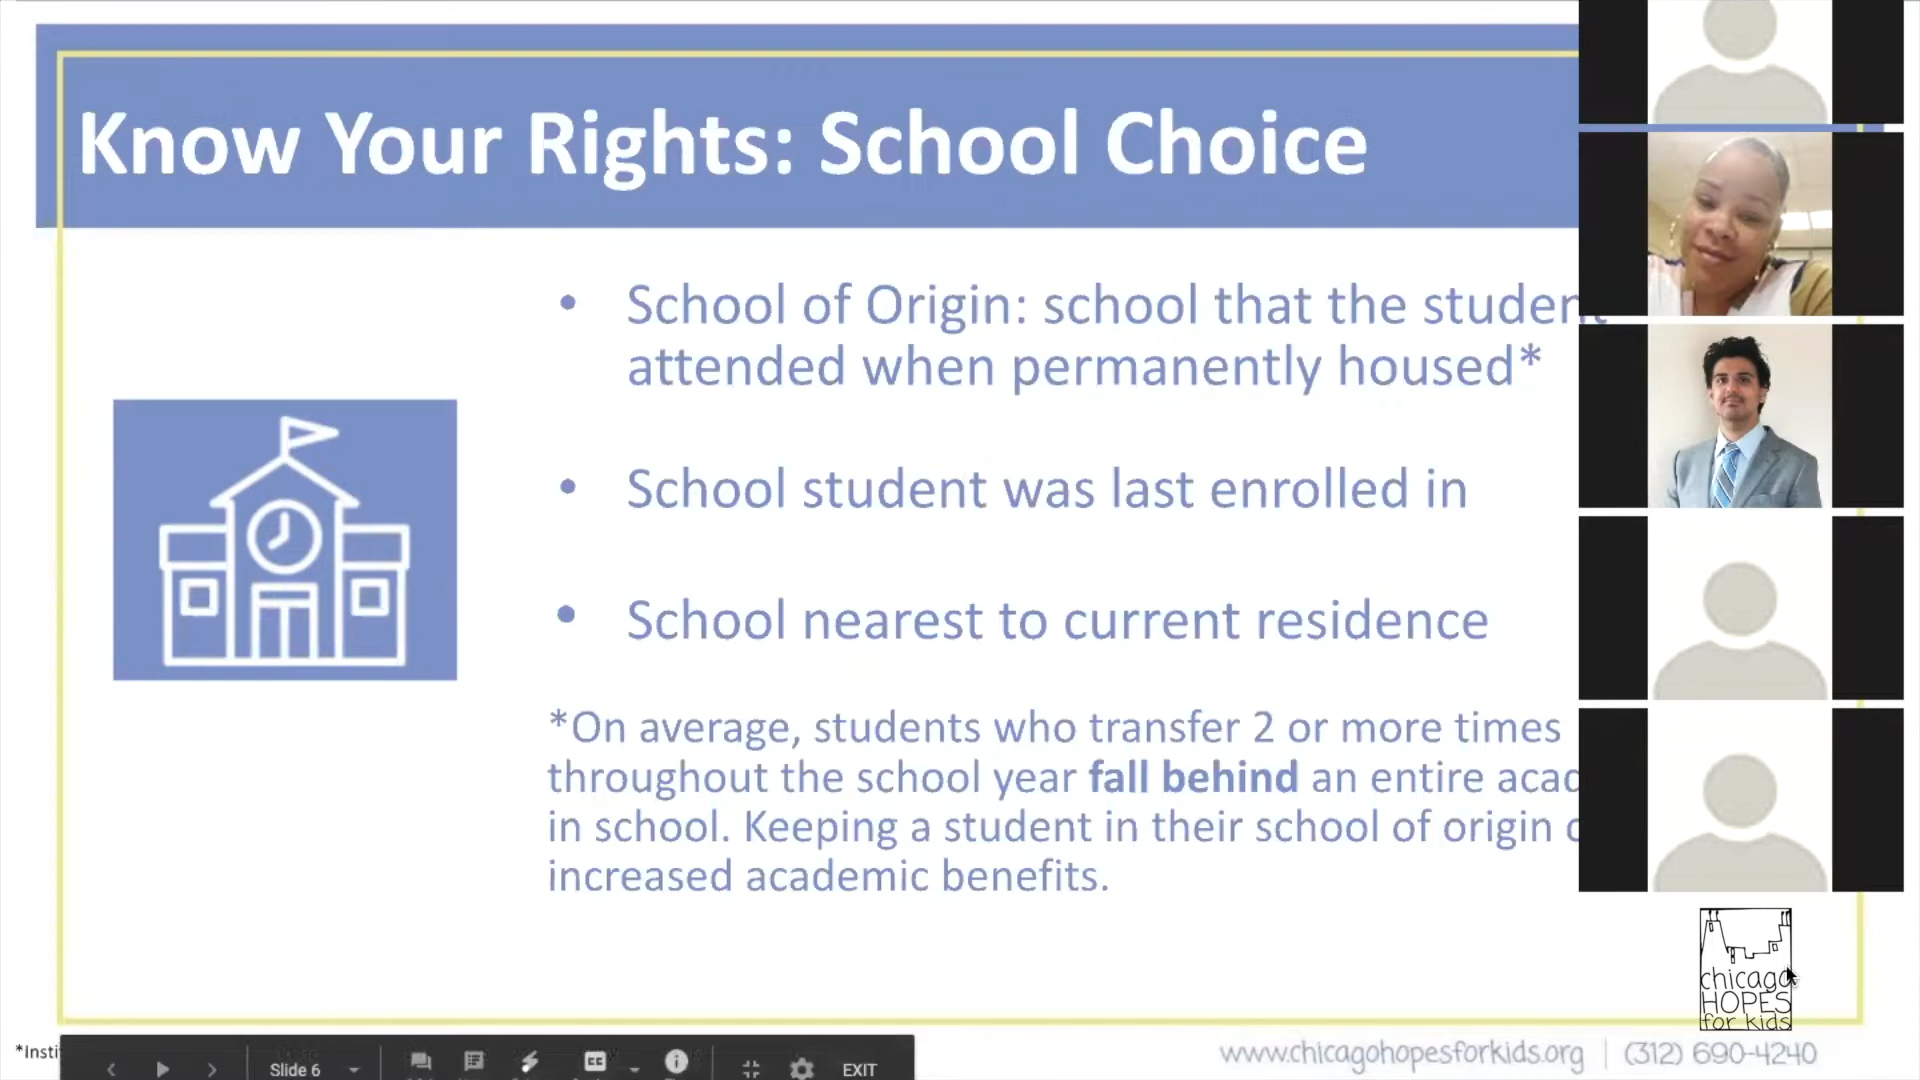 Know Your Rights: School Choice
• School of Origin: school that the student
attended when permanently housed*
• School student was last enrolled in
• School nearest to current residence
*On average, students who transfer 2 or more times
throughout the school year fall behind an entire acad
in school. Keeping a student in their school of origin
increased academic benefits.
chicago
HOPES
for kids
*Insti
Slide 6
CC
EXIT
www.chicagohopesforkids.org | (312) 690-4240